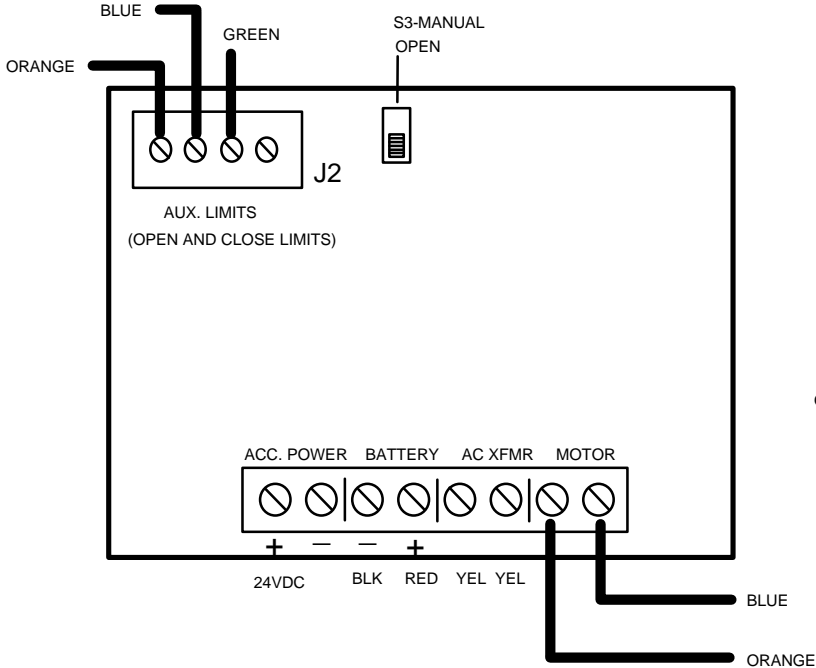 BLUE
GREEN
ORANGE
S3-MANUAL
OPEN
J2
AUX. LIMITS
(OPEN AND CLOSE LIMITS)
ACC. POWER BATTERY AC XFMR MOTOR
+ — — +
24VDC BLK RED YEL YEL
BLUE
ORANGE